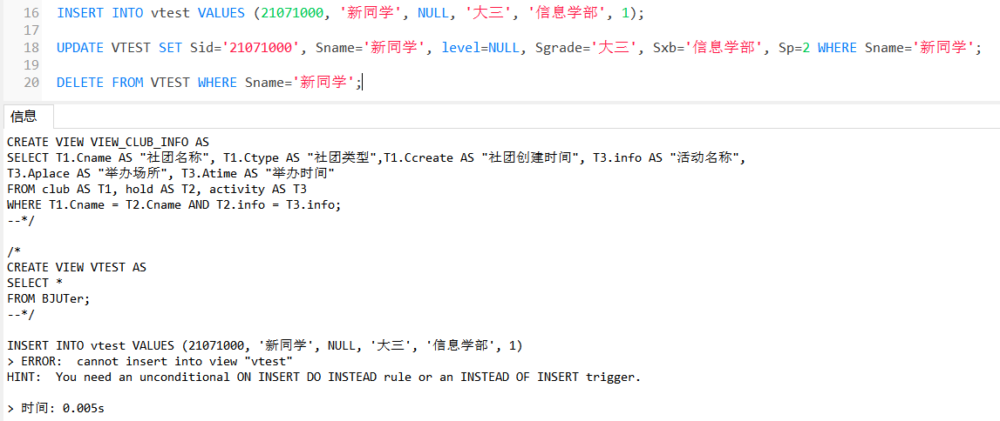 16 INSERT INTO vtest VALUES (21071000, '新同学', NULL, '大三', '信息学部', 1);
17
18 UPDATE VTEST SET Sid='21071000', Sname='新同学', level=NULL, Sgrade='大三', Sxb='信息学部', Sp=2 WHERE Sname='新同学';
19
20 DELETE FROM VTEST WHERE Sname='新同学';
信息
CREATE VIEW VIEW_CLUB_INFO AS
SELECT T1.Cname AS "社团名称", T1.Ctype AS "社团类型",T1.Ccreate AS "社团创建时间", T3.info AS "活动名称",
T3.Aplace AS "举办场所", T3.Atime AS "举办时间"
FROM club AS T1, hold AS T2, activity AS T3
WHERE T1.Cname = T2.Cname AND T2.info = T3.info;
--*/
/*
CREATE VIEW VTEST AS
SELECT *
FROM BJUTer;
--*/
INSERT INTO vtest VALUES (21071000, '新同学', NULL, '大三', '信息学部', 1)
> ERROR:  cannot insert into view "vtest"
HINT:  You need an unconditional ON INSERT DO INSTEAD rule or an INSTEAD OF INSERT trigger.
> 时间: 0.005s